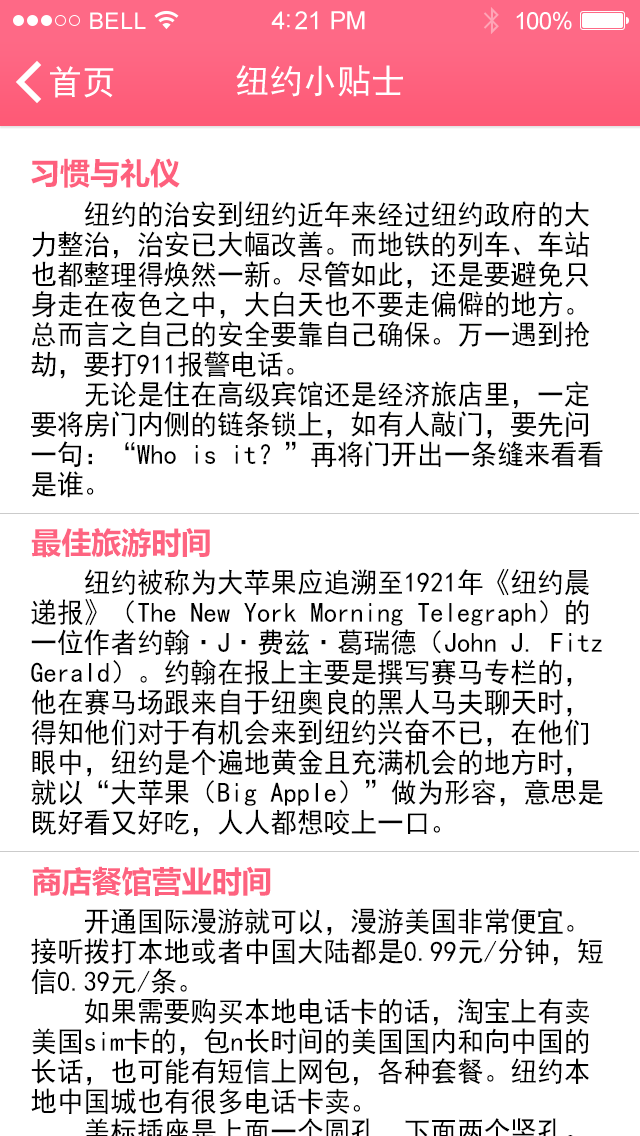 BELL 4:21 PM 100%
首页 纽约小贴士
习惯与礼仪
纽约的治安到纽约近年来经过纽约政府的大
力整治，治安已大幅改善。而地铁的列车、车站
也都整理得焕然一新。尽管如此，还是要避免只
身走在夜色之中，大白天也不要走偏僻的地方。
总而言之自己的安全要靠自己确保。万一遇到抢
劫，要打911报警电话。
无论是住在高级宾馆还是经济旅店里，一定
要将房门内侧的链条锁上，如有人敲门，要先问
一句：“Who is it？”再将门开出一条缝来看看
是谁。
最佳旅游时间
纽约被称为大苹果应追溯至1921年《纽约晨
递报》（The New York Morning Telegraph）的
一位作者约翰·J·费兹·葛瑞德（John J. Fitz
Gerald）。约翰在报上主要是撰写赛马专栏的，
他在赛马场跟来自于纽奥良的黑人马夫聊天时，
得知他们对于有机会来到纽约兴奋不已，在他们
眼中，纽约是个遍地黄金且充满机会的地方时，
就以“大苹果（Big Apple）”做为形容，意思是
既好看又好吃，人人都想咬上一口。
商店餐馆营业时间
开通国际漫游就可以，漫游美国非常便宜。
接听拨打本地或者中国大陆都是0.99元/分钟，短
信0.39元/条。
如果需要购买本地电话卡的话，淘宝上有卖
美国sim卡的，包n长时间的美国国内和向中国的
长话，也可能有短信上网包，各种套餐。纽约本
地中国城也有很多电话卡卖。
美标插座是上面一个圆孔，下面两个竖孔，